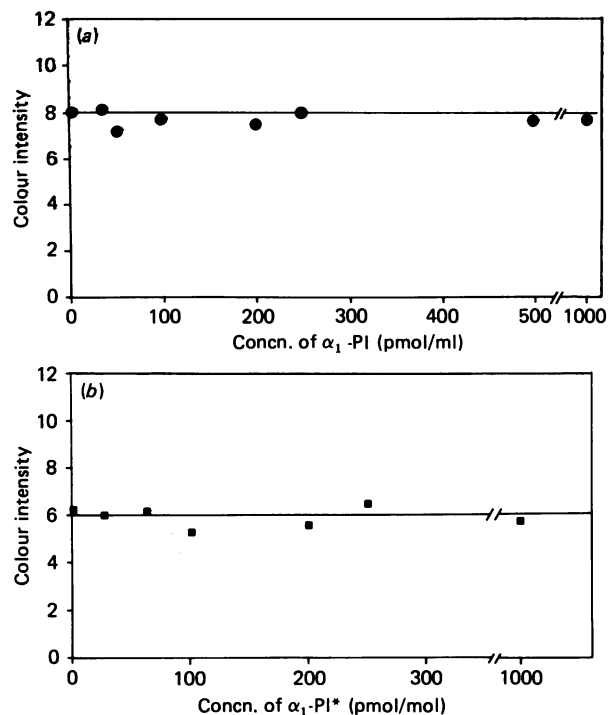 (a)
12
10
8
6
4
2
0
Colour intensity
0 100 200 300 400 500 1000
Concn. of α₁ -PI (pmol/ml)
(b)
12
10
8
6
4
2
0
Colour intensity
0 100 200 300 1000
Concn. of α₁-PI* (pmol/mol)